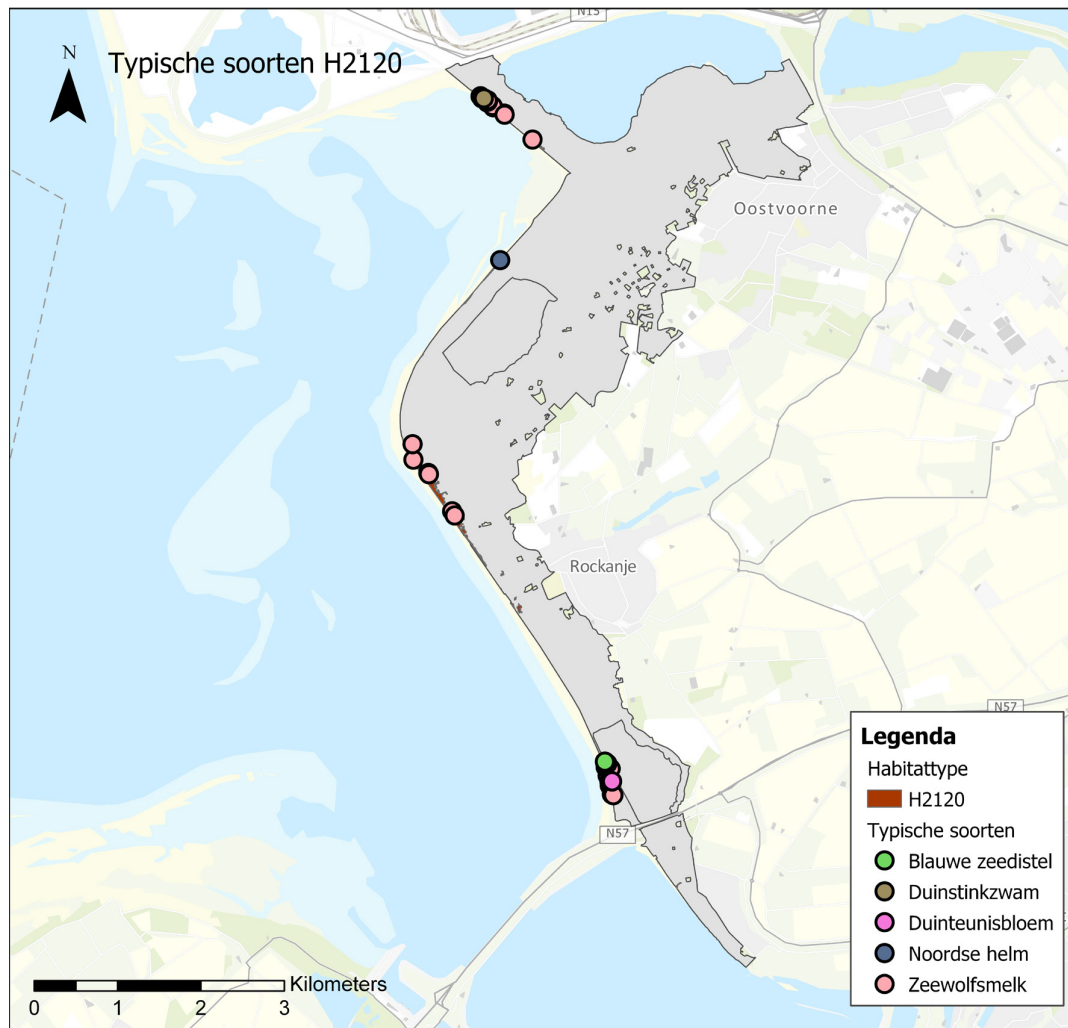 N15
N
Typische soorten H2120
Oostvoorne
Rockanje
N57
N57
Legenda
Habitattype
H2120
Typische soorten
Blauwe zeedistel
Duinstinkzwam
Duinteunisbloem
Noordse helm
Zeewolfsmelk
Kilometers
0 1 2 3